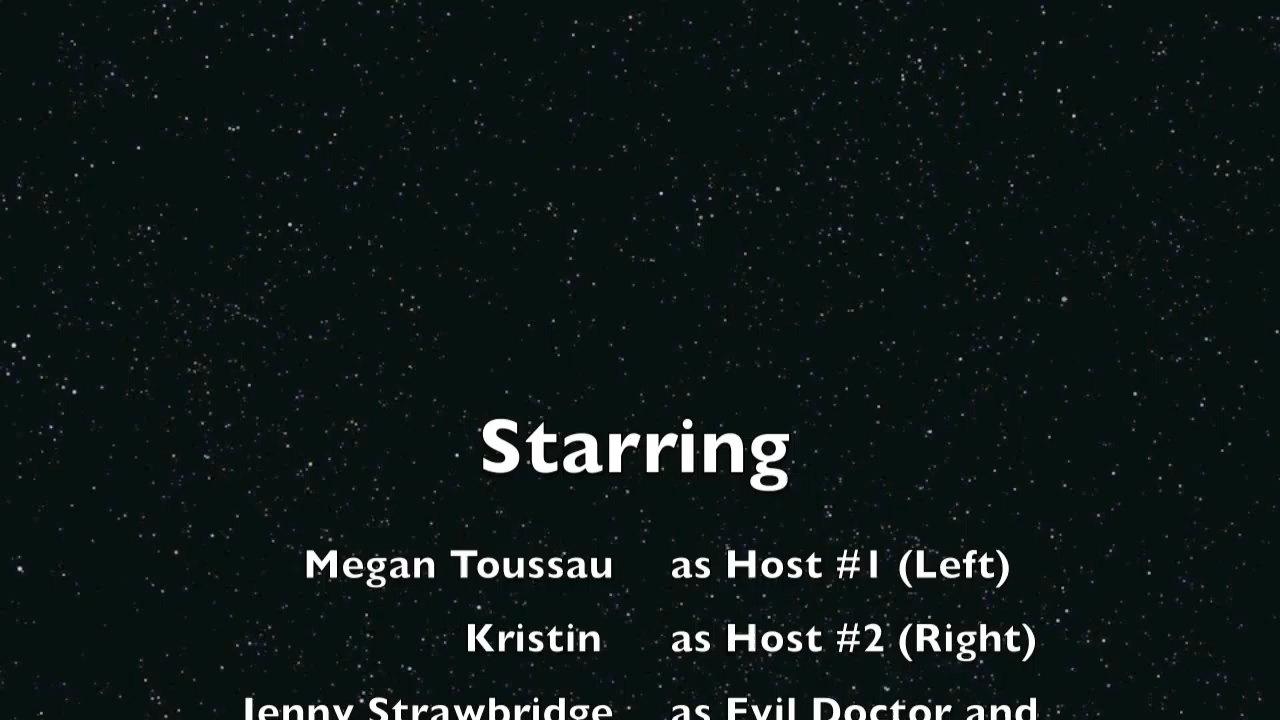 Starring
Megan Toussau as Host #1 (Left)
Kristin as Host #2 (Right)
Jenny Strawbridge as Evil Doctor and